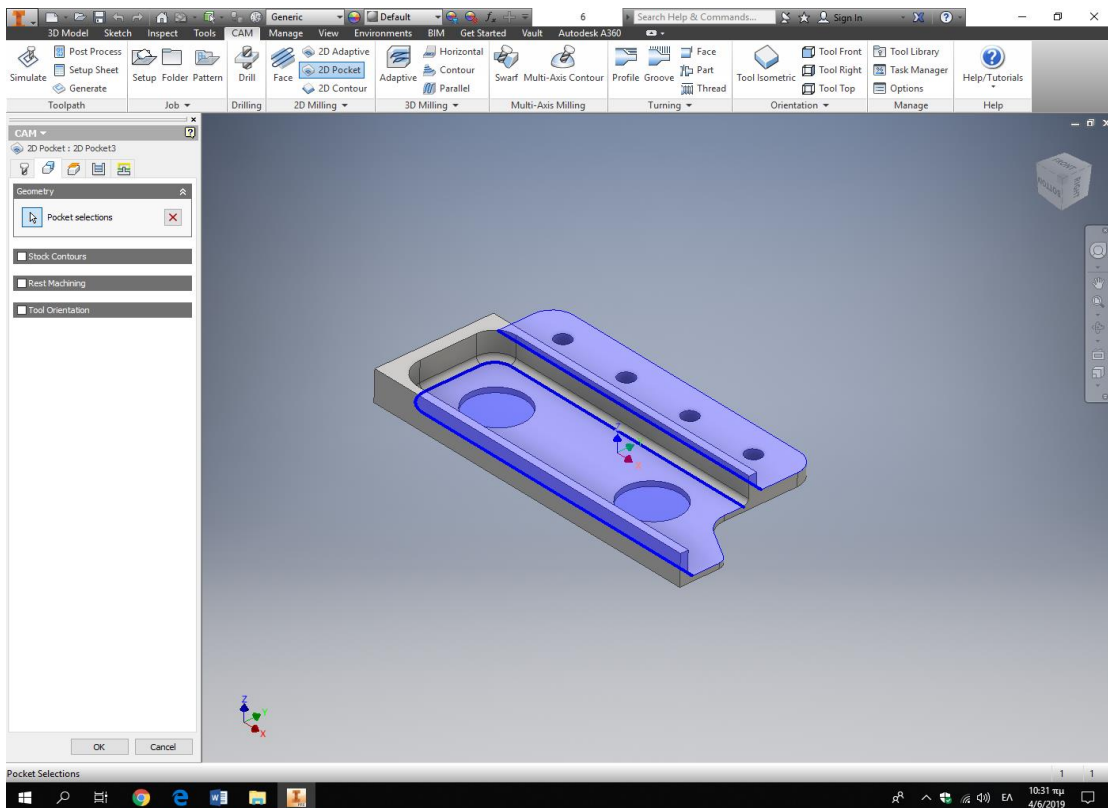 Generic Default 6 Search Help & Commands... Sign In
3D Model Sketch Inspect Tools CAM Manage View Environments BIM Get Started Vault Autodesk A360
Simulate Post Process Setup Sheet Generate
Toolpath
Setup Folder Pattern
Job
Drill
Drilling
Face 2D Adaptive 2D Pocket 2D Contour
2D Milling
Adaptive Horizontal Contour Parallel
3D Milling
Swarf Multi-Axis Contour
Multi-Axis Milling
Profile Groove Face Part Thread
Turning
Tool Isometric Tool Front Tool Right Tool Top
Orientation
Tool Library Task Manager Options
Manage
Help/Tutorials
Help
CAM
2D Pocket : 2D Pocket3
Geometry
Pocket selections
Stock Contours
Rest Machining
Tool Orientation
FRONT
RIGHT
BOTTOM
Z
Y
X
OK Cancel
Pocket Selections 1 1
ΕΛ 10:31 πμ
4/6/2019